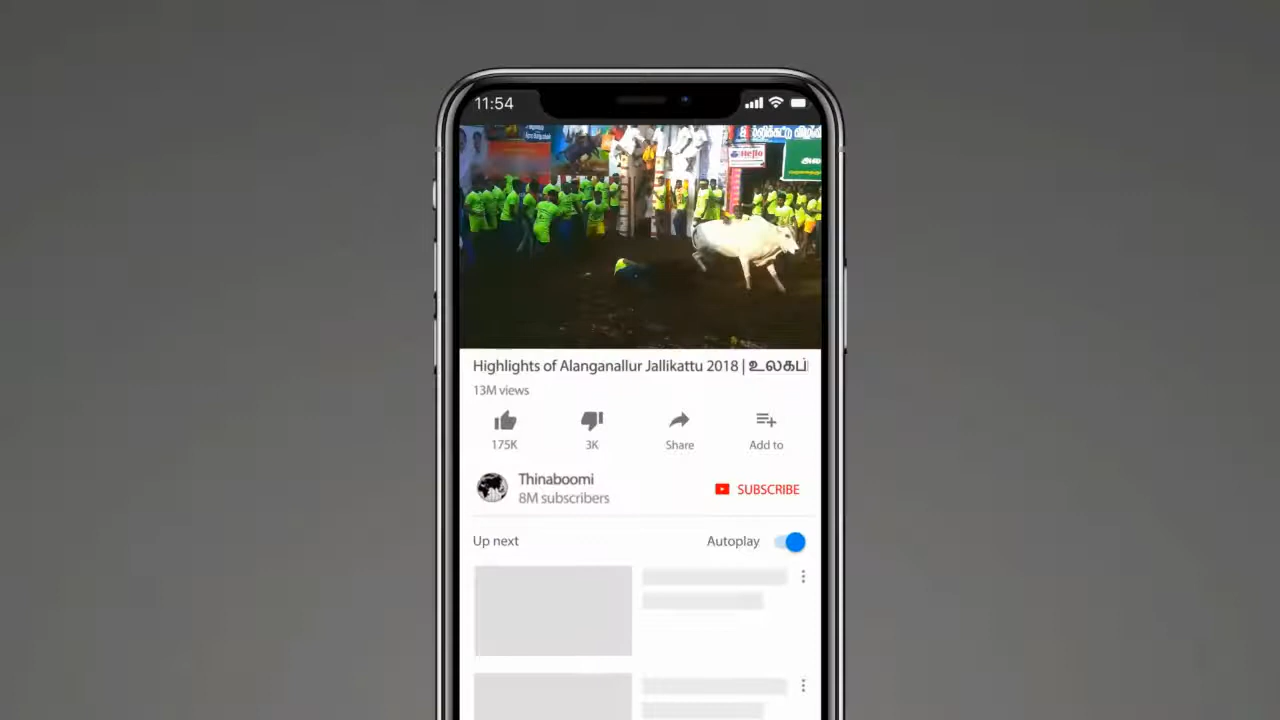 11:54
Hello
Highlights of Alanganallur Jallikattu 2018 | உலகப்
13M views
175K
3K
Share
Add to
Thinaboomi
8M subscribers
SUBSCRIBE
Up next
Autoplay